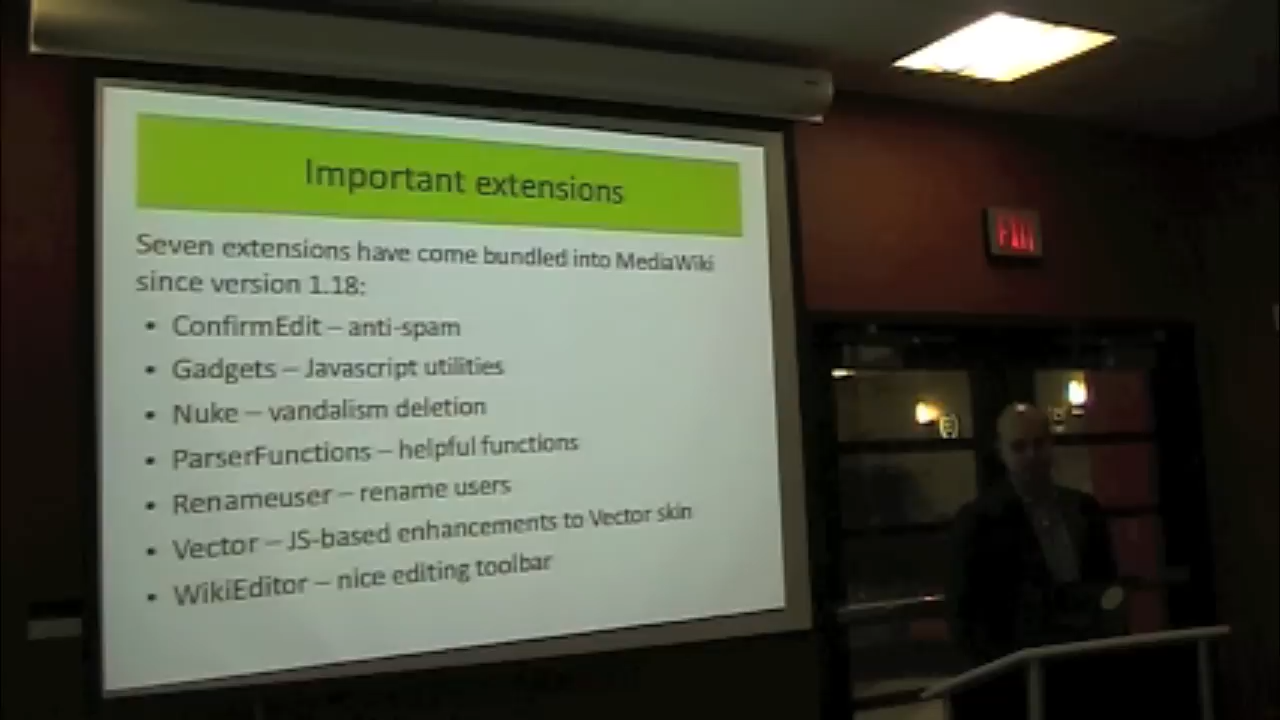 Important extensions
Seven extensions have come bundled into MediaWiki
since version 1.18:
• ConfirmEdit – anti-spam
• Gadgets – Javascript utilities
• Nuke – vandalism deletion
• ParserFunctions – helpful functions
• Renameuser – rename users
• Vector – JS-based enhancements to Vector skin
• WikiEditor – nice editing toolbar
EXIT